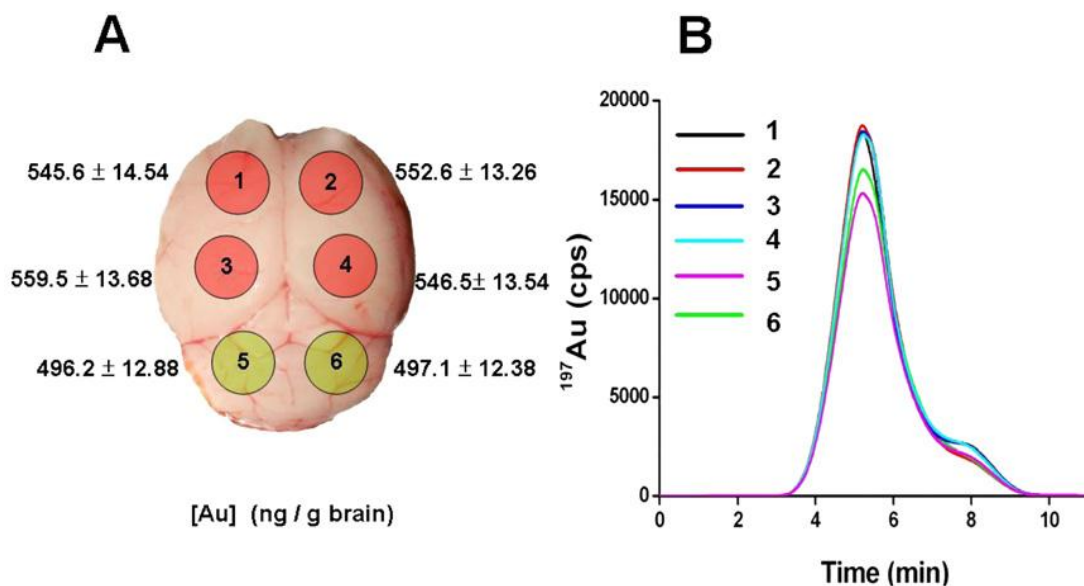 A
545.6 ± 14.54
1
2
552.6 ± 13.26
559.5 ± 13.68
3
4
546.5± 13.54
496.2 ± 12.88
5
6
497.1 ± 12.38
[Au] (ng / g brain)
B
20000
15000
10000
5000
0
¹⁹⁷Au (cps)
1
2
3
4
5
6
0 2 4 6 8 10
Time (min)